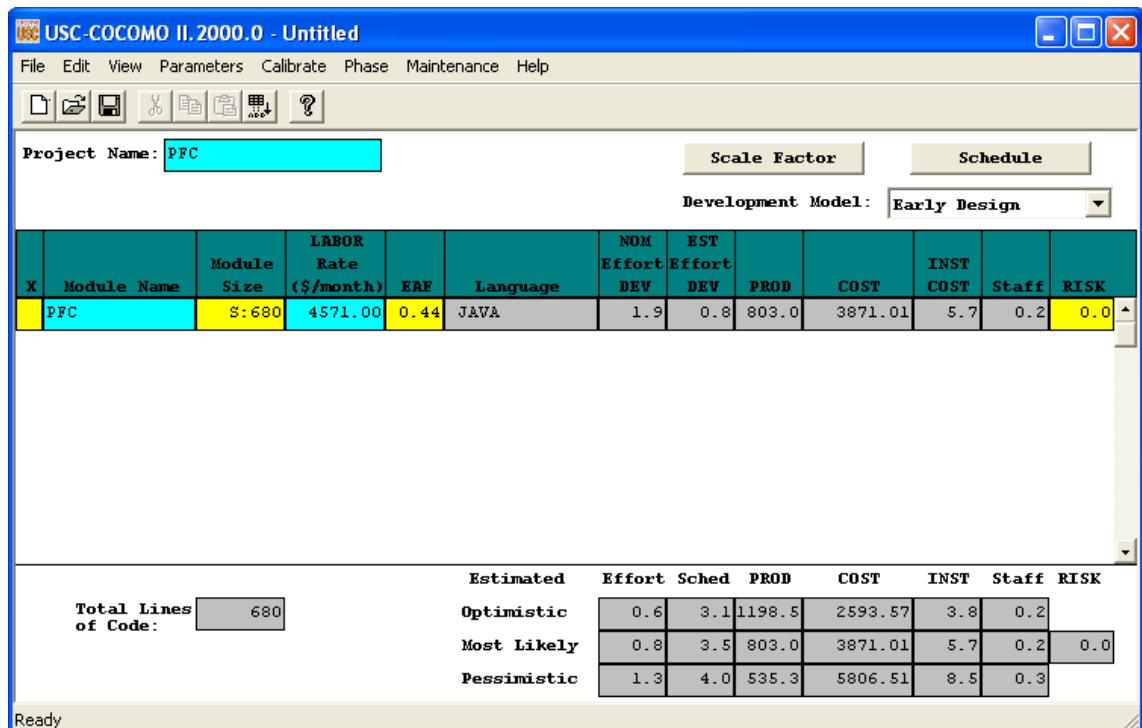 USC-COCOMO II.2000.0 - Untitled
File Edit View Parameters Calibrate Phase Maintenance Help
Project Name: PFC
Scale Factor Schedule
Development Model: Early Design
X Module Name Module Size LABOR Rate ($/month) EAF Language NOM Effort DEV EST Effort DEV PROD COST INST COST Staff RISK
PFC S:680 4571.00 0.44 JAVA 1.9 0.8 803.0 3871.01 5.7 0.2 0.0
Estimated Effort Sched PROD COST INST Staff RISK
Total Lines of Code: 680
Optimistic 0.6 3.1 1198.5 2593.57 3.8 0.2
Most Likely 0.8 3.5 803.0 3871.01 5.7 0.2 0.0
Pessimistic 1.3 4.0 535.3 5806.51 8.5 0.3
Ready